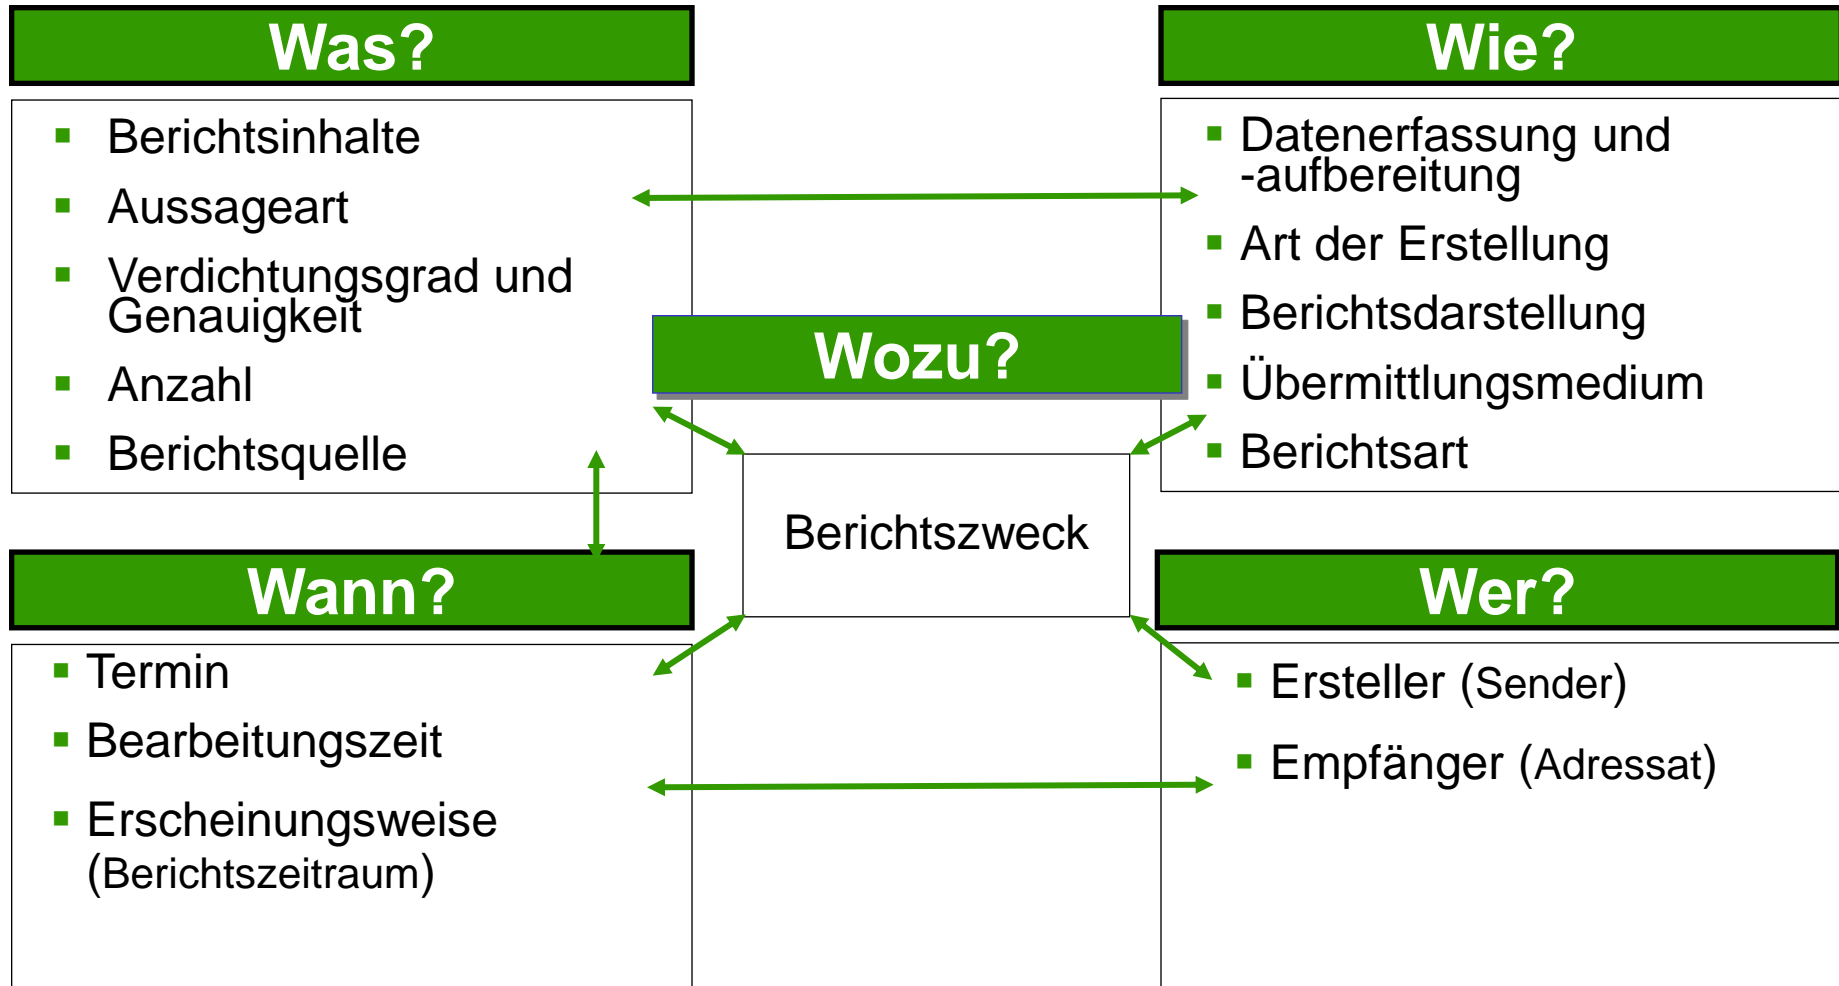 Was?
Berichtsinhalte
Aussageart
Verdichtungsgrad und
Genauigkeit
Anzahl
Berichtsquelle
Wie?
Datenerfassung und
-aufbereitung
Art der Erstellung
Berichtsdarstellung
Übermittlungsmedium
Berichtsart
Wozu?
Berichtszweck
Wann?
Termin
Bearbeitungszeit
Erscheinungsweise
(Berichtszeitraum)
Wer?
Ersteller (Sender)
Empfänger (Adressat)